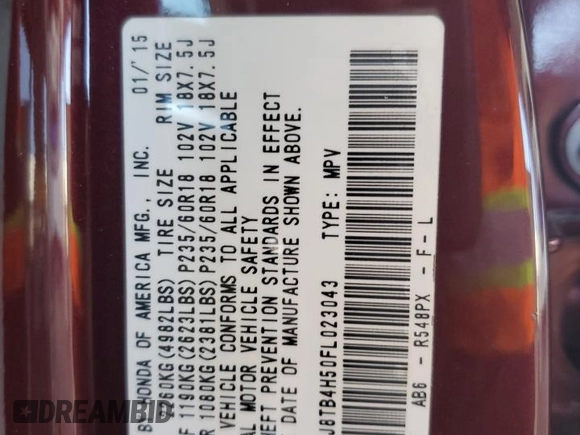 HONDA OF AMERICA MFG., INC. 01/'15
60KG(4982LBS) TIRE SIZE RIM SIZE
F 1190KG(2623LBS) P235/60R18 102V 18X7.5J
R 1080KG(2381LBS) P235/60R18 102V 18X7.5J
VEHICLE CONFORMS TO ALL APPLICABLE
AL MOTOR VEHICLE SAFETY
HEFT PREVENTION STANDARDS IN EFFECT
DATE OF MANUFACTURE SHOWN ABOVE.
J8TB4H50FL023043 TYPE: MPV
AB6 - R548PX - F - L
DREAMBID